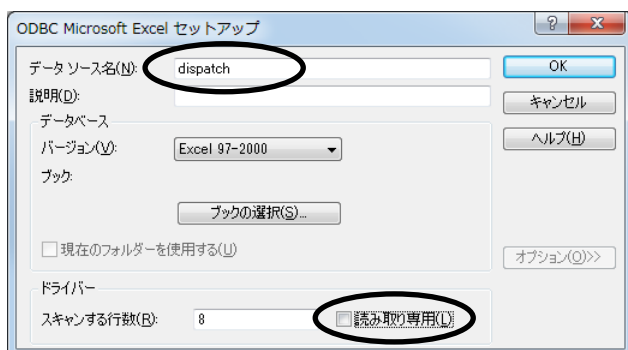 ODBC Microsoft Excel セットアップ
データ ソース名(N): dispatch OK
説明(D): キャンセル
データベース ヘルプ(H)
バージョン(V): Excel 97-2000
ブック:
ブックの選択(S)...
現在のフォルダーを使用する(U) オプション(O)>>
ドライバー
スキャンする行数(R): 8 読み取り専用(L)